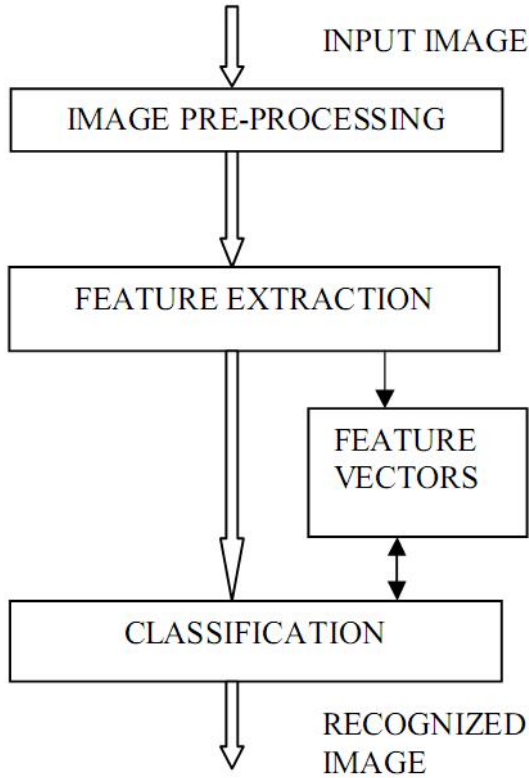 INPUT IMAGE
IMAGE PRE-PROCESSING
FEATURE EXTRACTION
FEATURE
VECTORS
CLASSIFICATION
RECOGNIZED
IMAGE